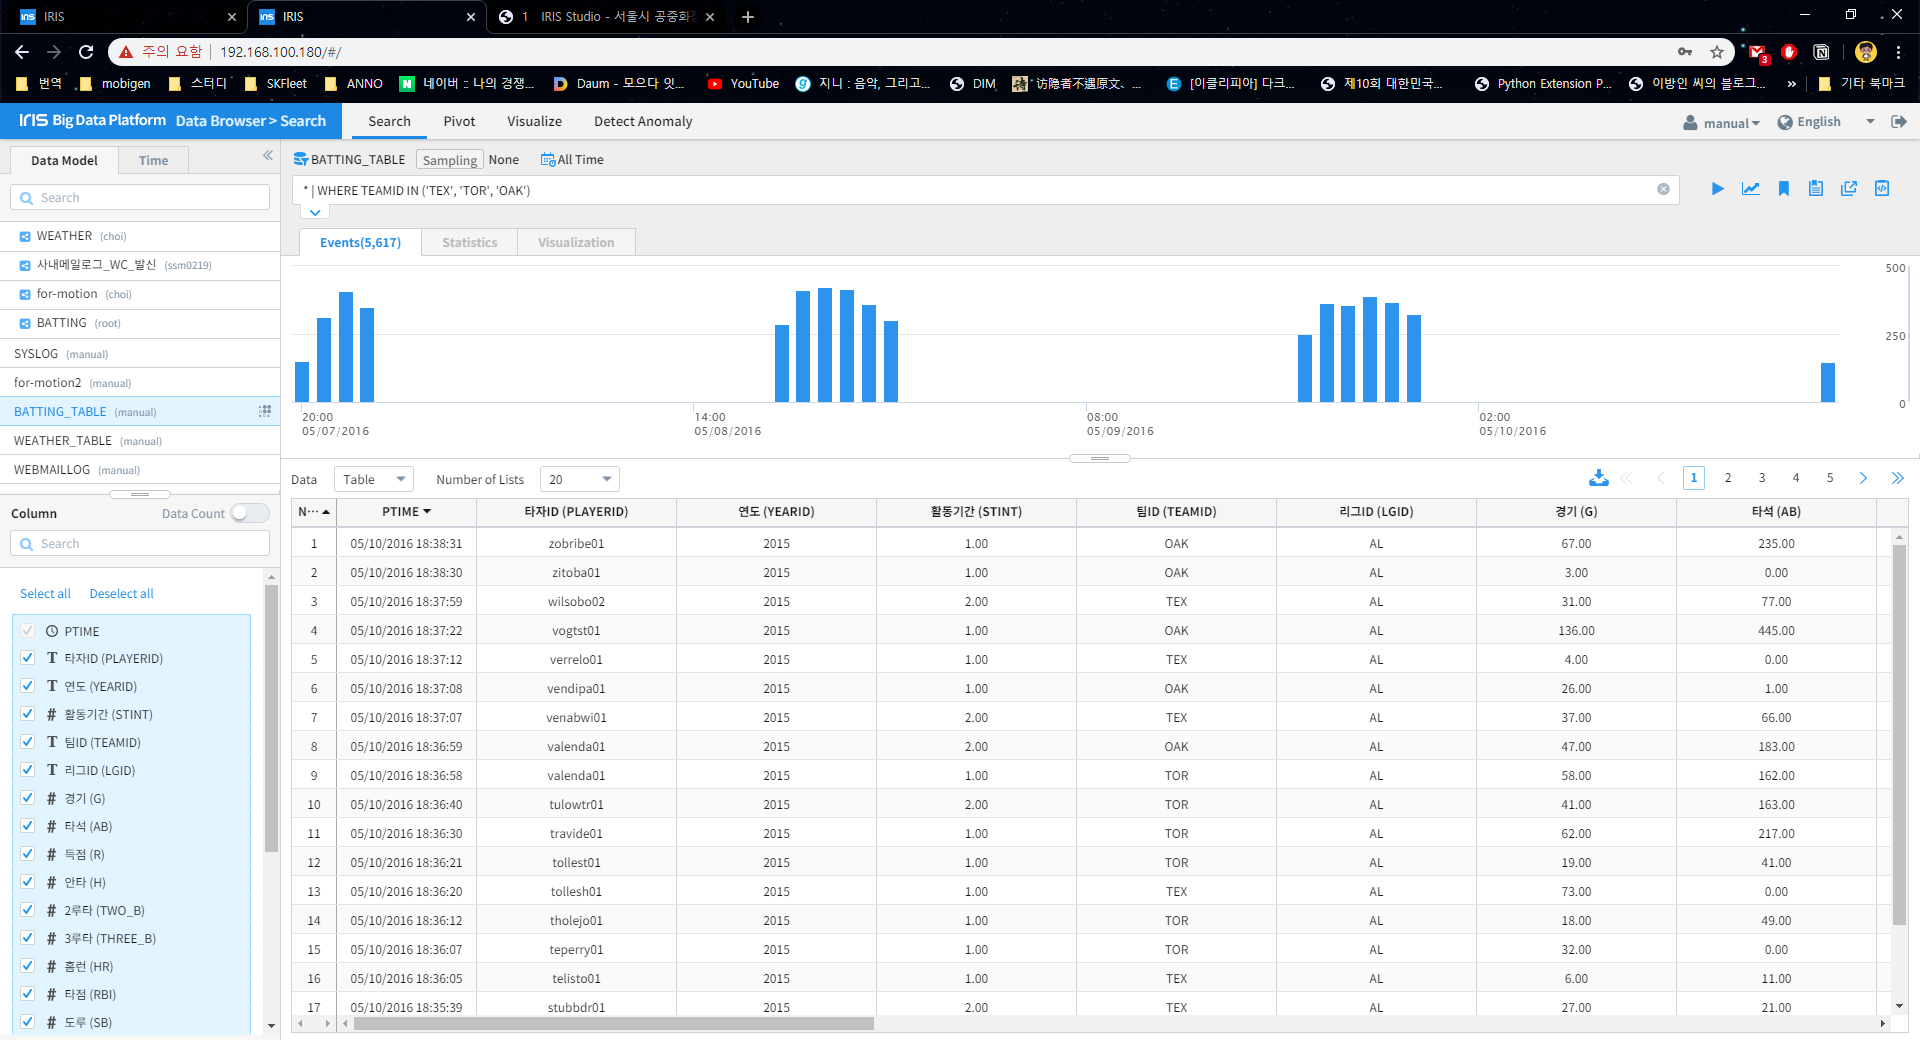 IRIS
IRIS
1 IRIS Studio - 서울시 공중화장
주의 요함 192.168.100.180/#/
3
번역 mobigen 스터디 SKFleet ANNO 네이버 :: 나의 경쟁... Daum - 모으다 잇... YouTube 지니 : 음악, 그리고... DIM 访隐者不遇原文、... [이클리피아] 다크... 제10회 대한민국... Python Extension P... 이방인 씨의 블로그... » 기타 북마크
IRIS Big Data Platform Data Browser > Search Search Pivot Visualize Detect Anomaly manual English
Data Model Time
Search
WEATHER (choi)
사내메일로그_WC_발신 (ssm0219)
for-motion (choi)
BATTING (root)
SYSLOG (manual)
for-motion2 (manual)
BATTING_TABLE (manual)
WEATHER_TABLE (manual)
WEBMAILLOG (manual)
Column Data Count
Search
Select all Deselect all
PTIME
T 타자ID (PLAYERID)
T 연도 (YEARID)
# 활동기간 (STINT)
T 팀ID (TEAMID)
T 리그ID (LGID)
# 경기 (G)
# 타석 (AB)
# 득점 (R)
# 안타 (H)
# 2루타 (TWO_B)
# 3루타 (THREE_B)
# 홈런 (HR)
# 타점 (RBI)
# 도루 (SB)
BATTING_TABLE Sampling None All Time
* | WHERE TEAMID IN ('TEX', 'TOR', 'OAK')
Events(5,617) Statistics Visualization
500
250
0
20:00 14:00 08:00 02:00
05/07/2016 05/08/2016 05/09/2016 05/10/2016
Data Table Number of Lists 20 1 2 3 4 5
N··· PTIME 타자ID (PLAYERID) 연도 (YEARID) 활동기간 (STINT) 팀ID (TEAMID) 리그ID (LGID) 경기 (G) 타석 (AB)
1 05/10/2016 18:38:31 zobribe01 2015 1.00 OAK AL 67.00 235.00
2 05/10/2016 18:38:30 zitoba01 2015 1.00 OAK AL 3.00 0.00
3 05/10/2016 18:37:59 wilsobo02 2015 2.00 TEX AL 31.00 77.00
4 05/10/2016 18:37:22 vogtst01 2015 1.00 OAK AL 136.00 445.00
5 05/10/2016 18:37:12 verrelo01 2015 1.00 TEX AL 4.00 0.00
6 05/10/2016 18:37:08 vendipa01 2015 1.00 OAK AL 26.00 1.00
7 05/10/2016 18:37:07 venabwi01 2015 2.00 TEX AL 37.00 66.00
8 05/10/2016 18:36:59 valenda01 2015 2.00 OAK AL 47.00 183.00
9 05/10/2016 18:36:58 valenda01 2015 1.00 TOR AL 58.00 162.00
10 05/10/2016 18:36:40 tulowtr01 2015 2.00 TOR AL 41.00 163.00
11 05/10/2016 18:36:30 travide01 2015 1.00 TOR AL 62.00 217.00
12 05/10/2016 18:36:21 tollest01 2015 1.00 TOR AL 19.00 41.00
13 05/10/2016 18:36:20 tollesh01 2015 1.00 TEX AL 73.00 0.00
14 05/10/2016 18:36:12 tholejo01 2015 1.00 TOR AL 18.00 49.00
15 05/10/2016 18:36:07 teperry01 2015 1.00 TOR AL 32.00 0.00
16 05/10/2016 18:36:05 telisto01 2015 1.00 TEX AL 6.00 11.00
17 05/10/2016 18:35:39 stubbdr01 2015 2.00 TEX AL 27.00 21.00